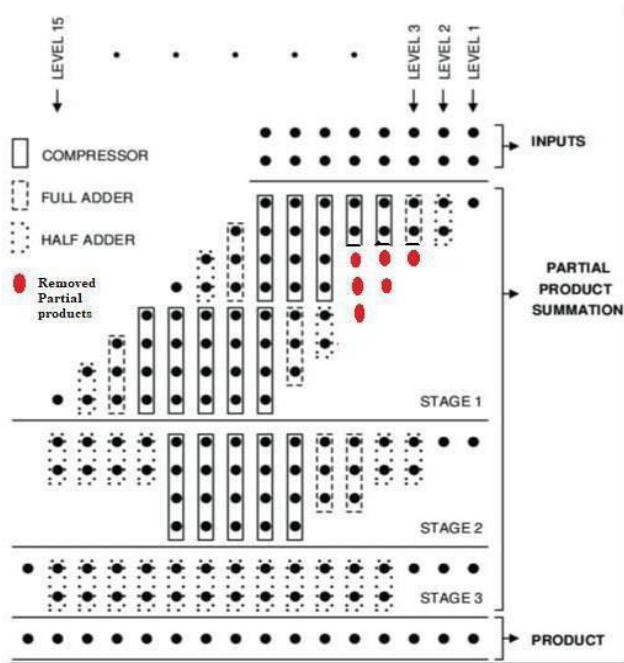 LEVEL 15
LEVEL 3
LEVEL 2
LEVEL 1
INPUTS
COMPRESSOR
FULL ADDER
HALF ADDER
Removed
Partial
products
PARTIAL
PRODUCT
SUMMATION
STAGE 1
STAGE 2
STAGE 3
PRODUCT